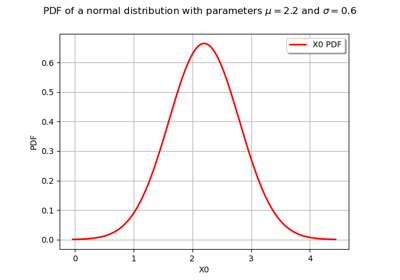 PDF of a normal distribution with parameters μ = 2.2 and σ = 0.6
X0 PDF
PDF
0.6
0.5
0.4
0.3
0.2
0.1
0.0
0 1 2 3 4
X0